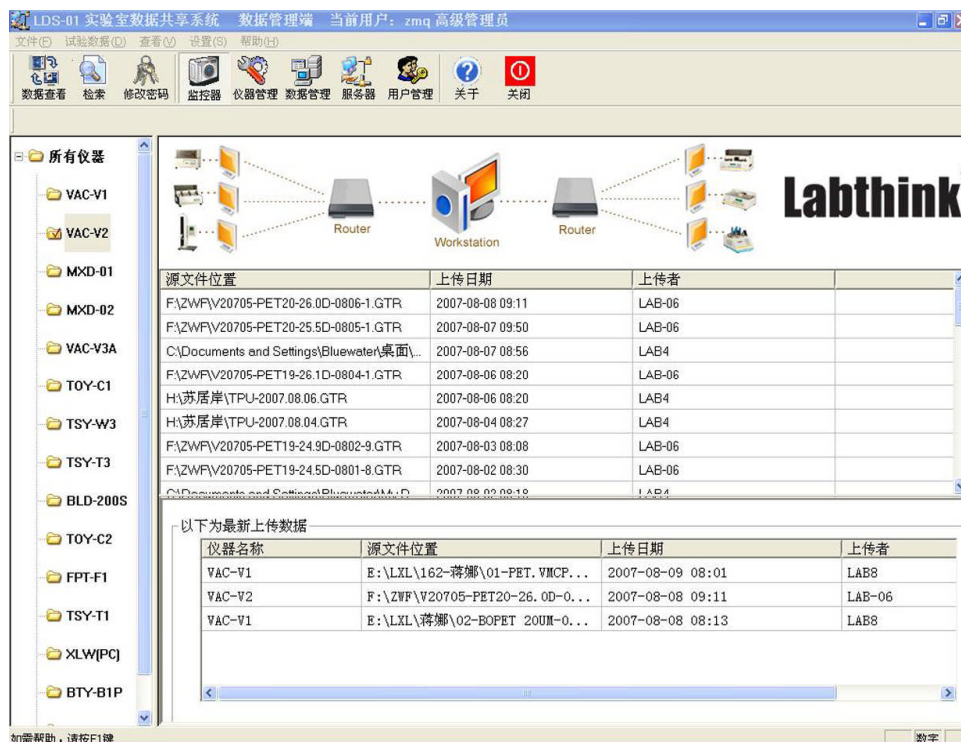 LDS-01 实验室数据共享系统 数据管理端 当前用户: zmq 高级管理员
文件(F) 试验数据(D) 查看(V) 设置(S) 帮助(H)
数据查看 检索 修改密码 监控器 仪器管理 数据管理 服务器 用户管理 关于 关闭
所有仪器
VAC-V1
VAC-V2
MXD-01
MXD-02
VAC-V3A
TOY-C1
TSY-W3
TSY-T3
BLD-200S
TOY-C2
FPT-F1
TSY-T1
XLW(PC)
BTY-B1P
Router
Workstation
Router
Labthink
源文件位置 上传日期 上传者
F:\ZWF\V20705-PET20-26.0D-0806-1.GTR 2007-08-08 09:11 LAB-06
F:\ZWF\V20705-PET20-25.5D-0805-1.GTR 2007-08-07 09:50 LAB-06
C:\Documents and Settings\Bluewater\桌面\... 2007-08-07 08:56 LAB4
F:\ZWF\V20705-PET19-26.1D-0804-1.GTR 2007-08-06 08:20 LAB-06
H:\苏居岸\TPU-2007.08.06.GTR 2007-08-06 08:20 LAB4
H:\苏居岸\TPU-2007.08.04.GTR 2007-08-04 08:27 LAB4
F:\ZWF\V20705-PET19-24.9D-0802-9.GTR 2007-08-03 08:08 LAB-06
F:\ZWF\V20705-PET19-24.5D-0801-8.GTR 2007-08-02 08:30 LAB-06
C:\Documents and Settings\Bluewater\My D... 2007-08-02 08:18 LAB4
以下为最新上传数据
仪器名称 源文件位置 上传日期 上传者
VAC-V1 E:\LXL\162-蒋娜\01-PET.VMCP... 2007-08-09 08:01 LAB8
VAC-V2 F:\ZWF\V20705-PET20-26.0D-0... 2007-08-08 09:11 LAB-06
VAC-V1 E:\LXL\蒋娜\02-BOPET 20UM-0... 2007-08-08 08:13 LAB8
如需帮助，请按F1键 数字